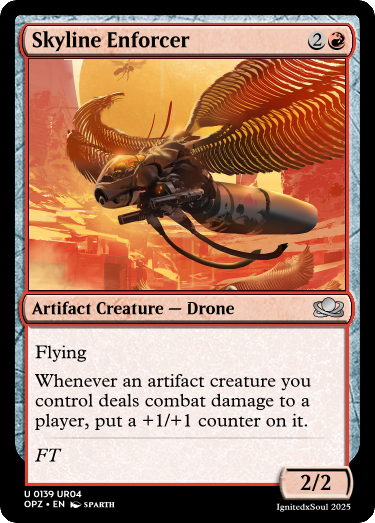 Skyline Enforcer 2
Artifact Creature — Drone
Flying
Whenever an artifact creature you
control deals combat damage to a
player, put a +1/+1 counter on it.
FT
2/2
U 0139 UR04
OPZ • EN SPARTH
IgnitedxSoul 2025